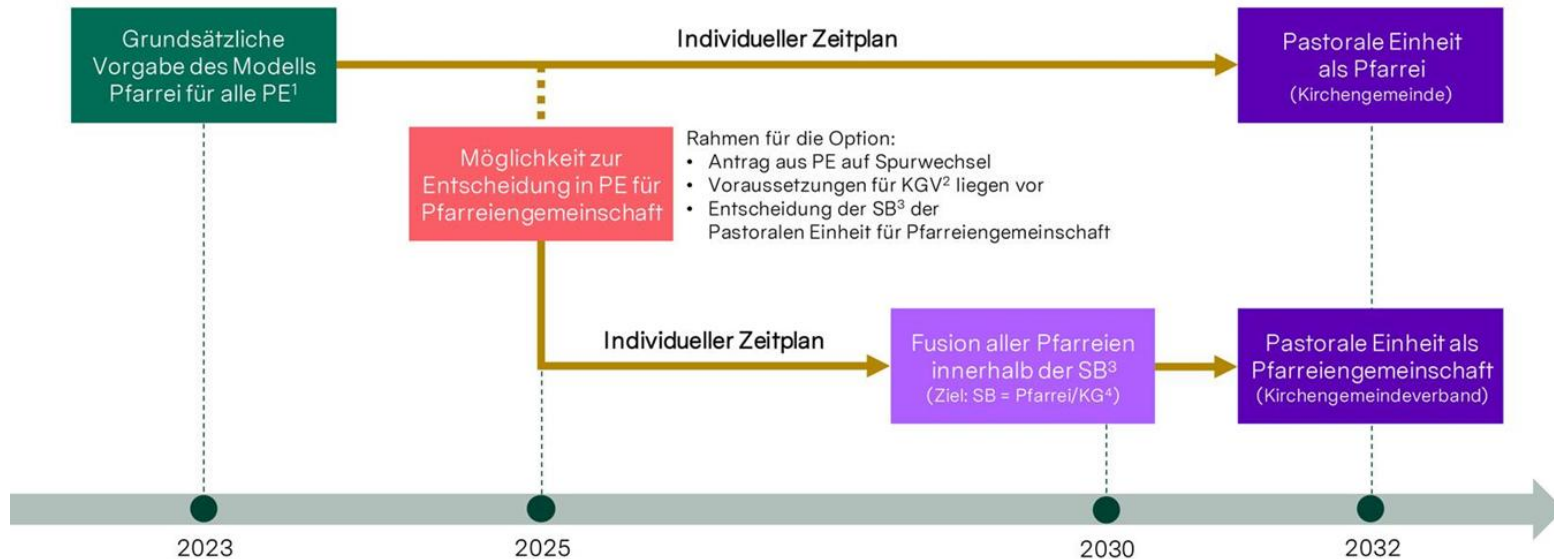 Grundsätzliche
Vorgabe des Modells
Pfarrei für alle PE¹
Individueller Zeitplan
Pastorale Einheit
als Pfarrei
(Kirchengemeinde)
Möglichkeit zur
Entscheidung in PE für
Pfarreiengemeinschaft
Rahmen für die Option:
• Antrag aus PE auf Spurwechsel
• Voraussetzungen für KGV² liegen vor
• Entscheidung der SB³ der
Pastoralen Einheit für Pfarreiengemeinschaft
Individueller Zeitplan
Fusion aller Pfarreien
innerhalb der SB³
(Ziel: SB = Pfarrei/KG⁴)
Pastorale Einheit als
Pfarreiengemeinschaft
(Kirchengemeindeverband)
2023
2025
2030
2032